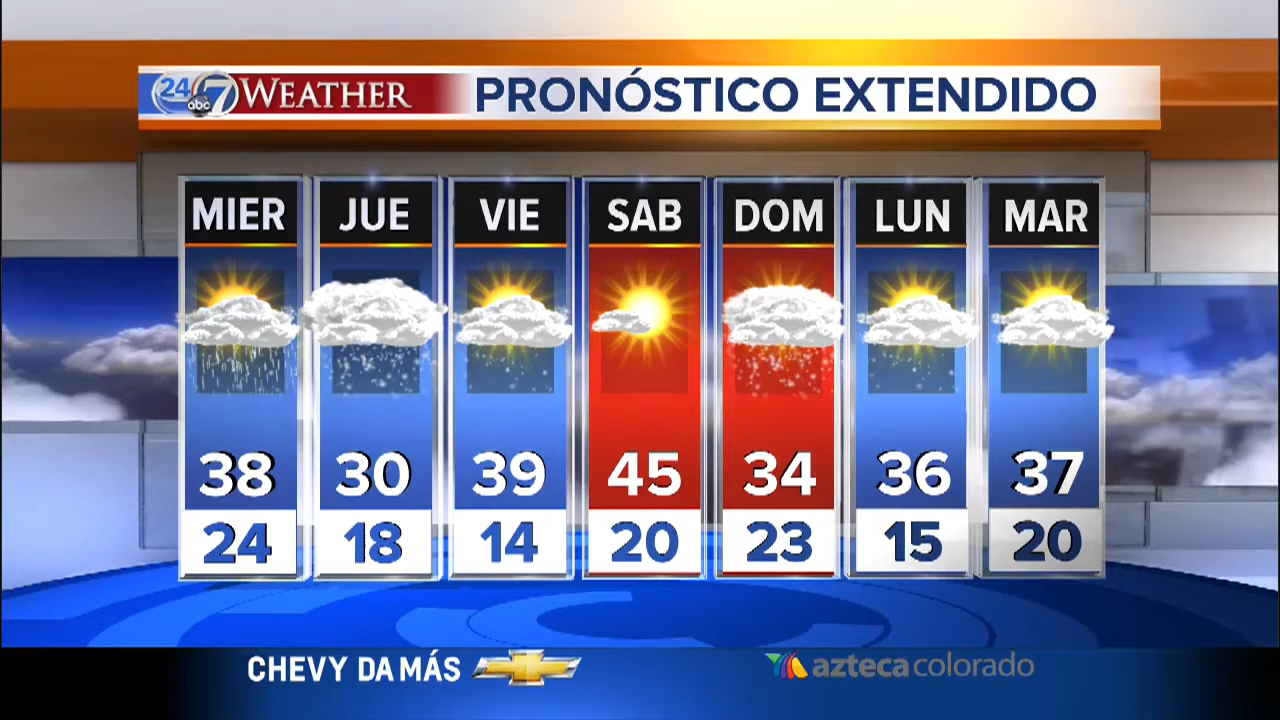 24 7 abc WEATHER PRONÓSTICO EXTENDIDO
MIER JUE VIE SAB DOM LUN MAR
38 30 39 45 34 36 37
24 18 14 20 23 15 20
CHEVY DA MÁS azteca colorado